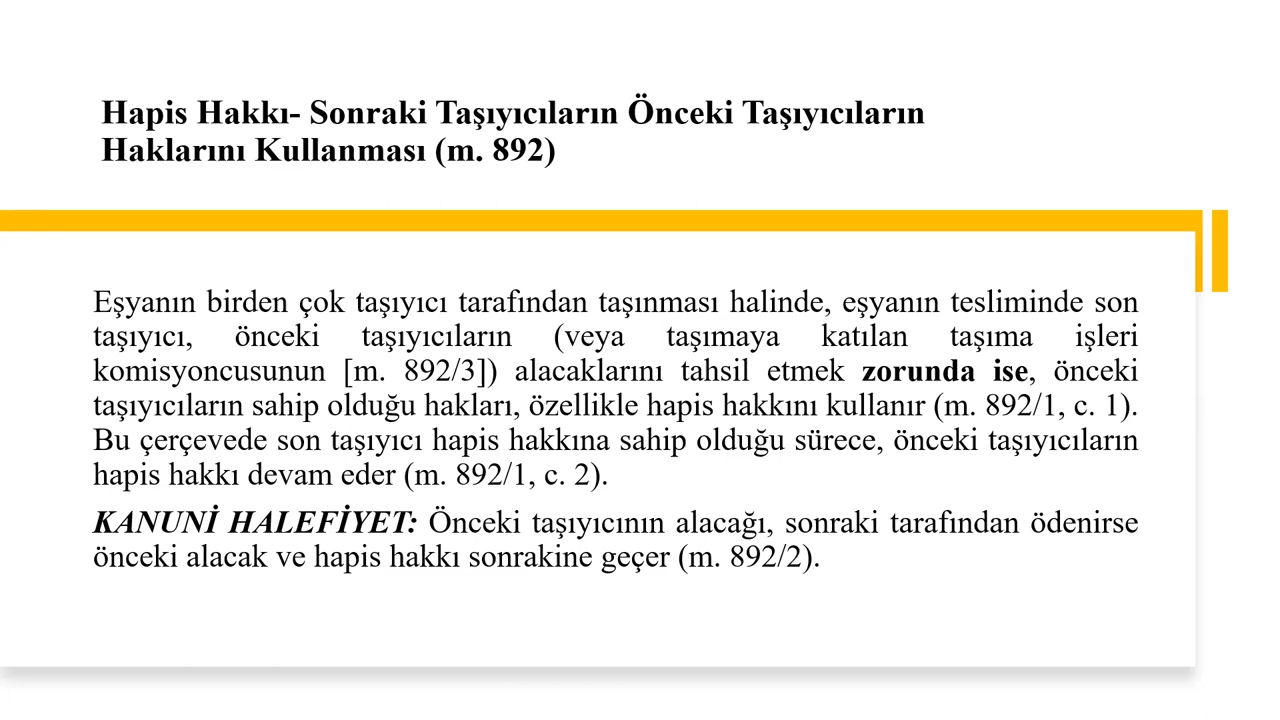 Hapis Hakkı- Sonraki Taşıyıcıların Önceki Taşıyıcıların
Haklarını Kullanması (m. 892)
Eşyanın birden çok taşıyıcı tarafından taşınması halinde, eşyanın tesliminde son
taşıyıcı, önceki taşıyıcıların (veya taşımaya katılan taşıma işleri
komisyoncusunun [m. 892/3]) alacaklarını tahsil etmek zorunda ise, önceki
taşıyıcıların sahip olduğu hakları, özellikle hapis hakkını kullanır (m. 892/1, c. 1).
Bu çerçevede son taşıyıcı hapis hakkına sahip olduğu sürece, önceki taşıyıcıların
hapis hakkı devam eder (m. 892/1, c. 2).
KANUNİ HALEFİYET: Önceki taşıyıcının alacağı, sonraki tarafından ödenirse
önceki alacak ve hapis hakkı sonrakine geçer (m. 892/2).